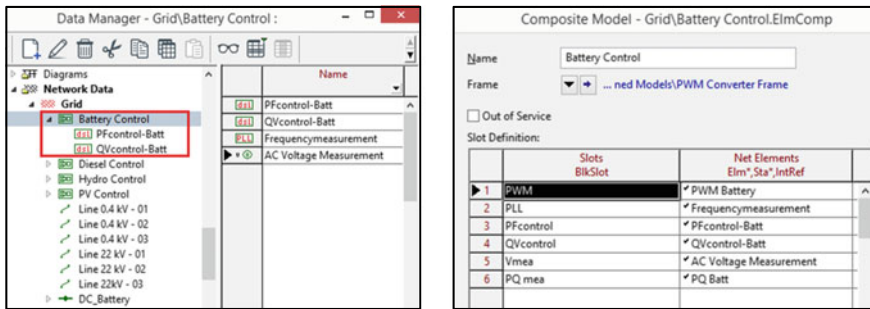 Data Manager - Grid\Battery Control :
Diagrams
Network Data
Grid
Battery Control
PFcontrol-Batt
QVcontrol-Batt
Diesel Control
Hydro Control
PV Control
Line 0.4 kV - 01
Line 0.4 kV - 02
Line 0.4 kV - 03
Line 22 kV - 01
Line 22 kV - 02
Line 22kV - 03
DC_Battery
Name
dsl PFcontrol-Batt
dsl QVcontrol-Batt
PLL Frequencymeasurement
AC Voltage Measurement
Composite Model - Grid\Battery Control.ElmComp
Name Battery Control
Frame ... ned Models\PWM Converter Frame
Out of Service
Slot Definition:
Slots Net Elements
BlkSlot Elm*,Sta*,IntRef
1 PWM PWM Battery
2 PLL Frequencymeasurement
3 PFcontrol PFcontrol-Batt
4 QVcontrol QVcontrol-Batt
5 Vmea AC Voltage Measurement
6 PQ mea PQ Batt